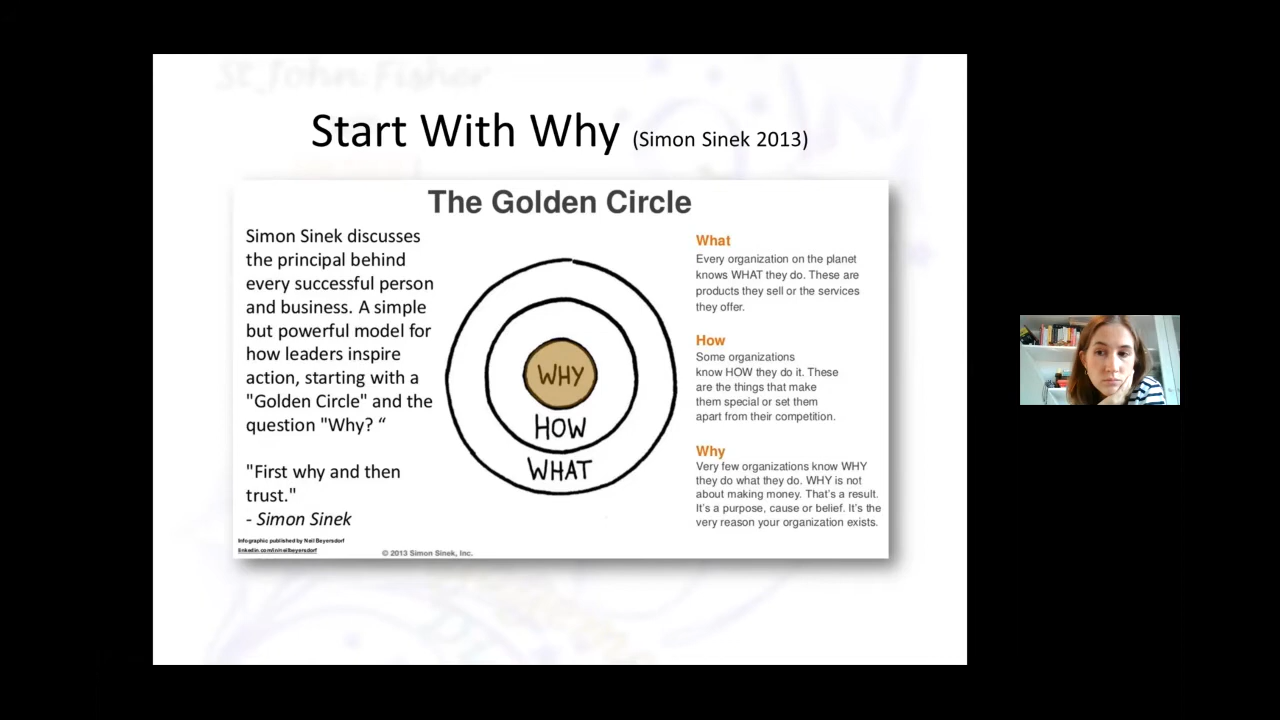 St John Fisher
Start With Why (Simon Sinek 2013)
The Golden Circle
Simon Sinek discusses
the principal behind
every successful person
and business. A simple
but powerful model for
how leaders inspire
action, starting with a
"Golden Circle" and the
question "Why? “
"First why and then
trust."
- Simon Sinek
Infographic published by Neil Beyersdorf
linkedin.com/in/neilbeyersdorf
© 2013 Simon Sinek, Inc.
WHY
HOW
WHAT
What
Every organization on the planet
knows WHAT they do. These are
products they sell or the services
they offer.
How
Some organizations
know HOW they do it. These
are the things that make
them special or set them
apart from their competition.
Why
Very few organizations know WHY
they do what they do. WHY is not
about making money. That's a result.
It's a purpose, cause or belief. It's the
very reason your organization exists.